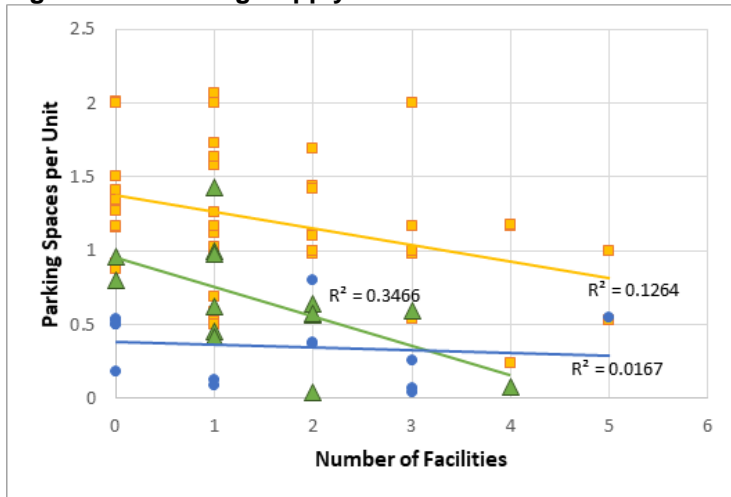 2.5
2
1.5
1
0.5
0
Parking Spaces per Unit
R² = 0.3466
R² = 0.1264
R² = 0.0167
0 1 2 3 4 5 6
Number of Facilities